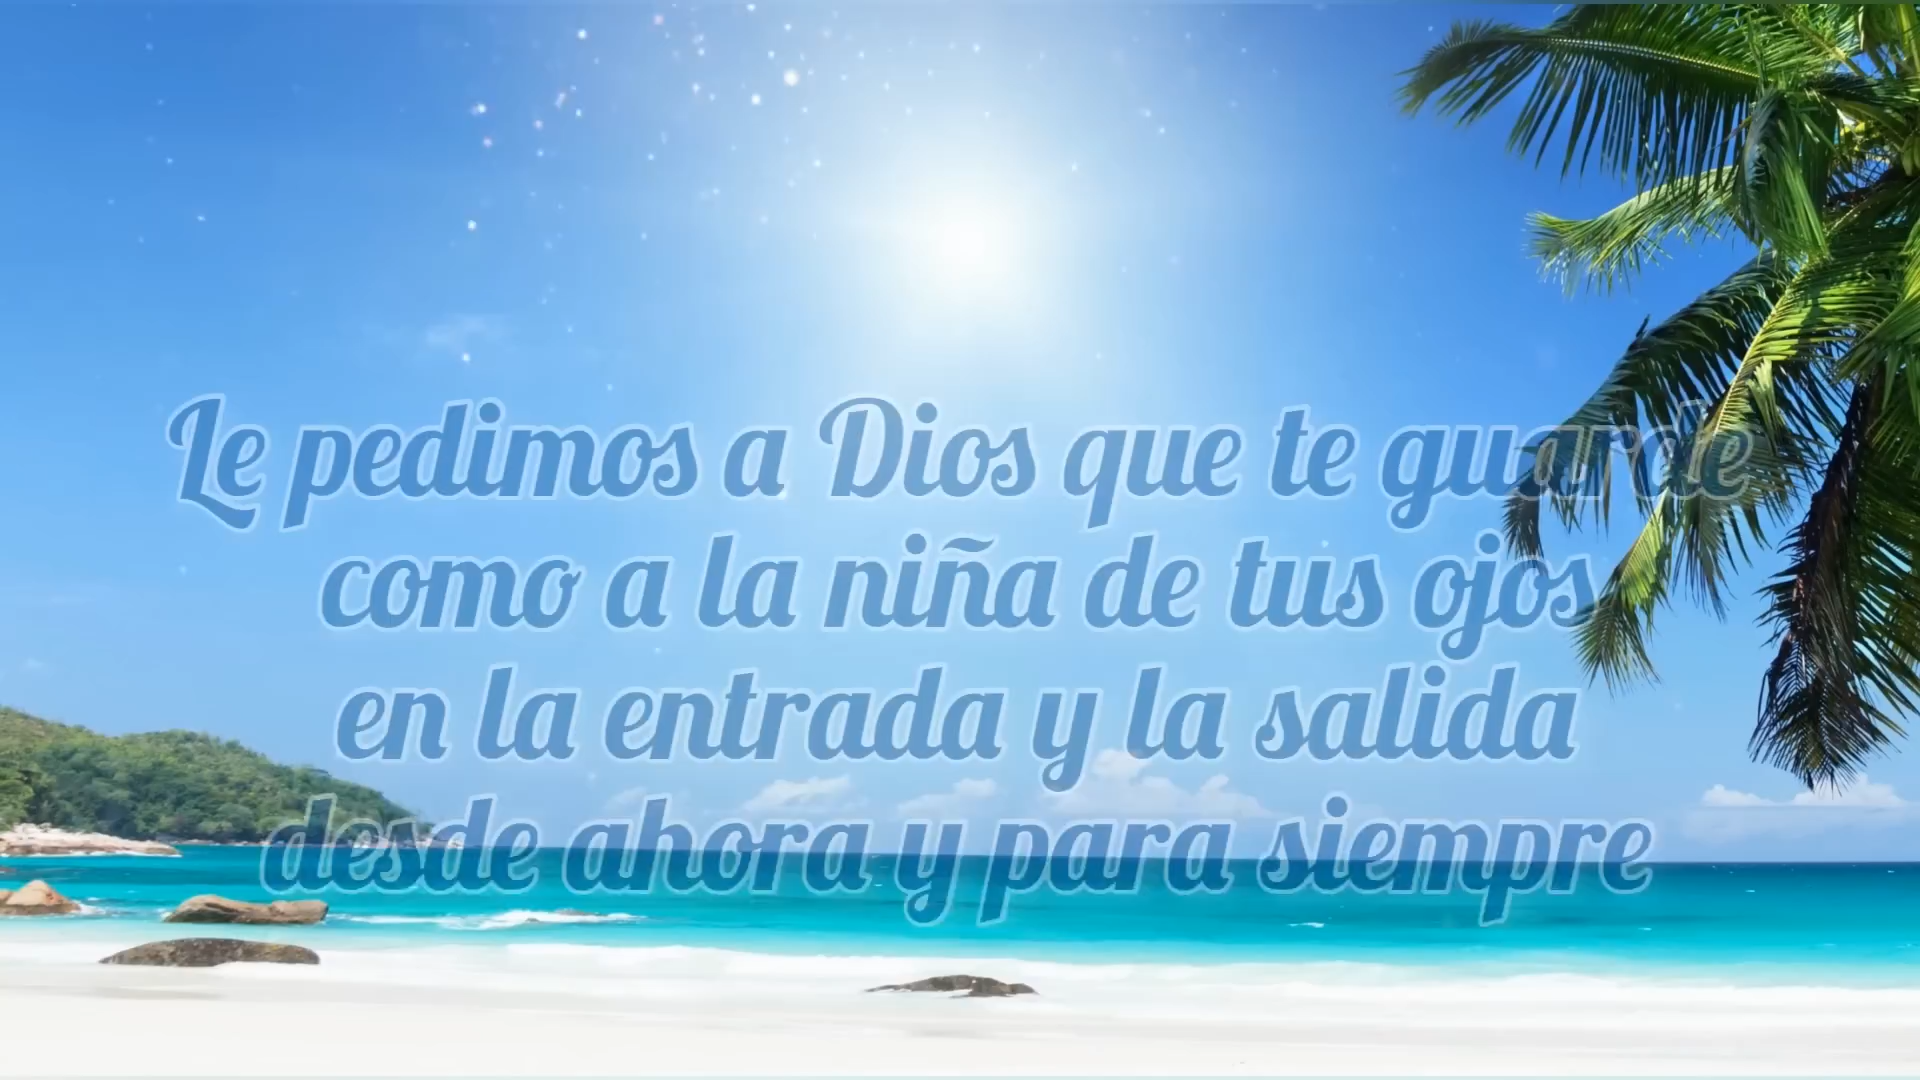 Le pedimos a Dios que te guarde
como a la niña de tus ojos
en la entrada y la salida
desde ahora y para siempre